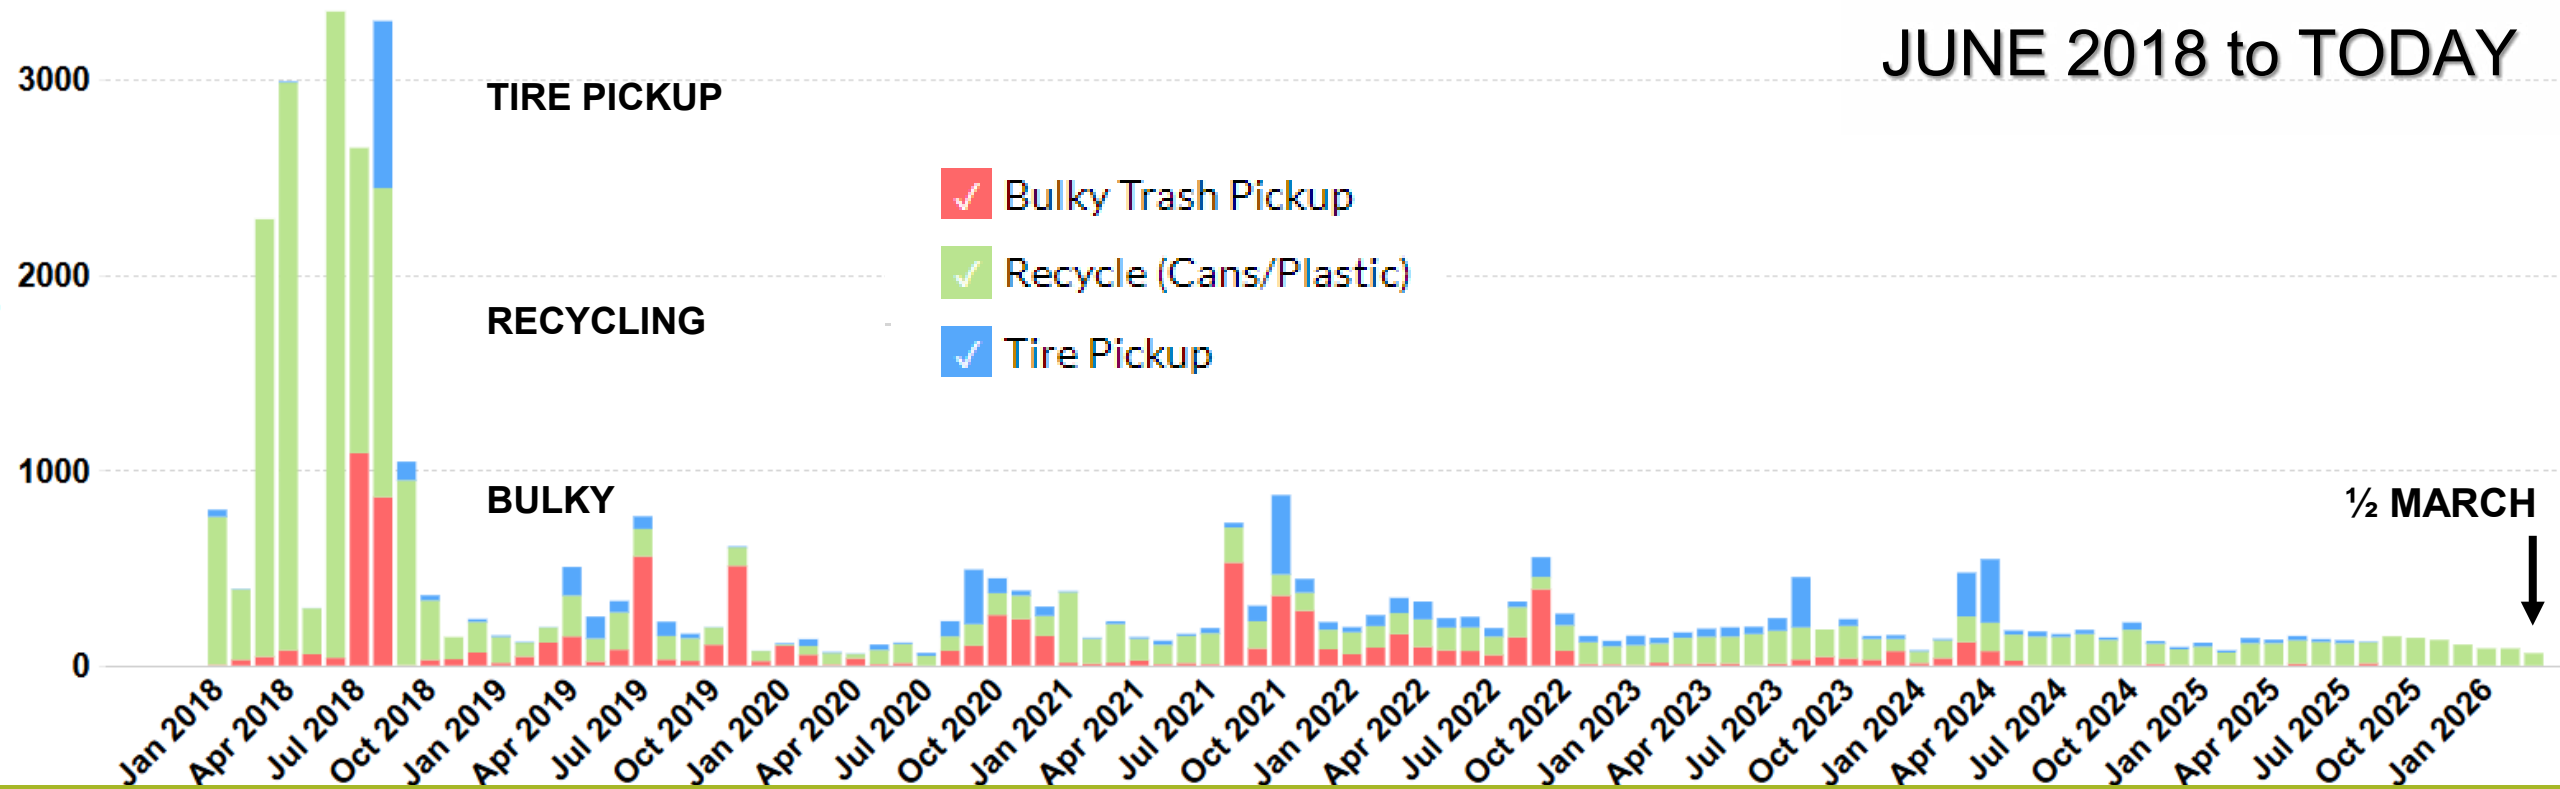 JUNE 2018 to TODAY
3000
TIRE PICKUP
✓ Bulky Trash Pickup
✓ Recycle (Cans/Plastic)
2000
RECYCLING
✓ Tire Pickup
1000
BULKY
½ MARCH
0
Jan 2018
Apr 2018
Jul 2018
Oct 2018
Jan 2019
Apr 2019
Jul 2019
Oct 2019
Jan 2020
Apr 2020
Jul 2020
Oct 2020
Jan 2021
Apr 2021
Jul 2021
Oct 2021
Jan 2022
Apr 2022
Jul 2022
Oct 2022
Jan 2023
Apr 2023
Jul 2023
Oct 2023
Jan 2024
Apr 2024
Jul 2024
Oct 2024
Jan 2025
Apr 2025
Jul 2025
Oct 2025
Jan 2026